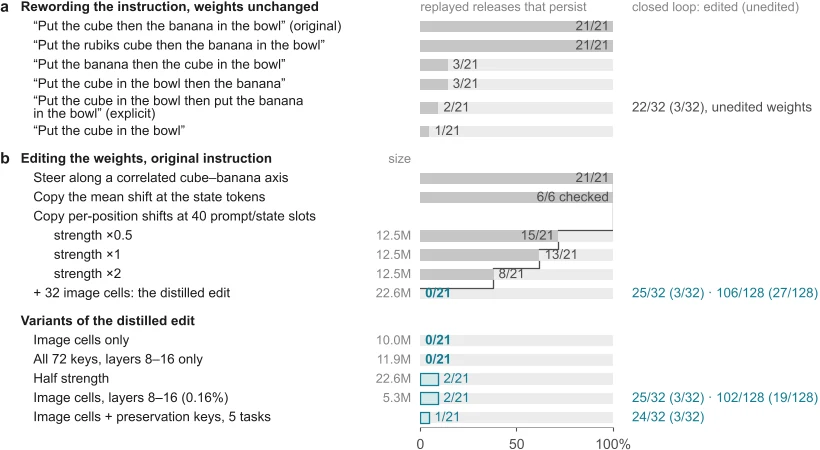 a Rewording the instruction, weights unchanged replayed releases that persist closed loop: edited (unedited)
“Put the cube then the banana in the bowl” (original) 21/21
“Put the rubiks cube then the banana in the bowl” 21/21
“Put the banana then the cube in the bowl” 3/21
“Put the cube in the bowl then the banana” 3/21
“Put the cube in the bowl then put the banana
in the bowl” (explicit) 2/21 22/32 (3/32), unedited weights
“Put the cube in the bowl” 1/21
b Editing the weights, original instruction size
Steer along a correlated cube–banana axis 21/21
Copy the mean shift at the state tokens 6/6 checked
Copy per-position shifts at 40 prompt/state slots
strength ×0.5 12.5M 15/21
strength ×1 12.5M 13/21
strength ×2 12.5M 8/21
+ 32 image cells: the distilled edit 22.6M 0/21 25/32 (3/32) · 106/128 (27/128)
Variants of the distilled edit
Image cells only 10.0M 0/21
All 72 keys, layers 8–16 only 11.9M 0/21
Half strength 22.6M 2/21
Image cells, layers 8–16 (0.16%) 5.3M 2/21 25/32 (3/32) · 102/128 (19/128)
Image cells + preservation keys, 5 tasks 1/21 24/32 (3/32)
0 50 100%